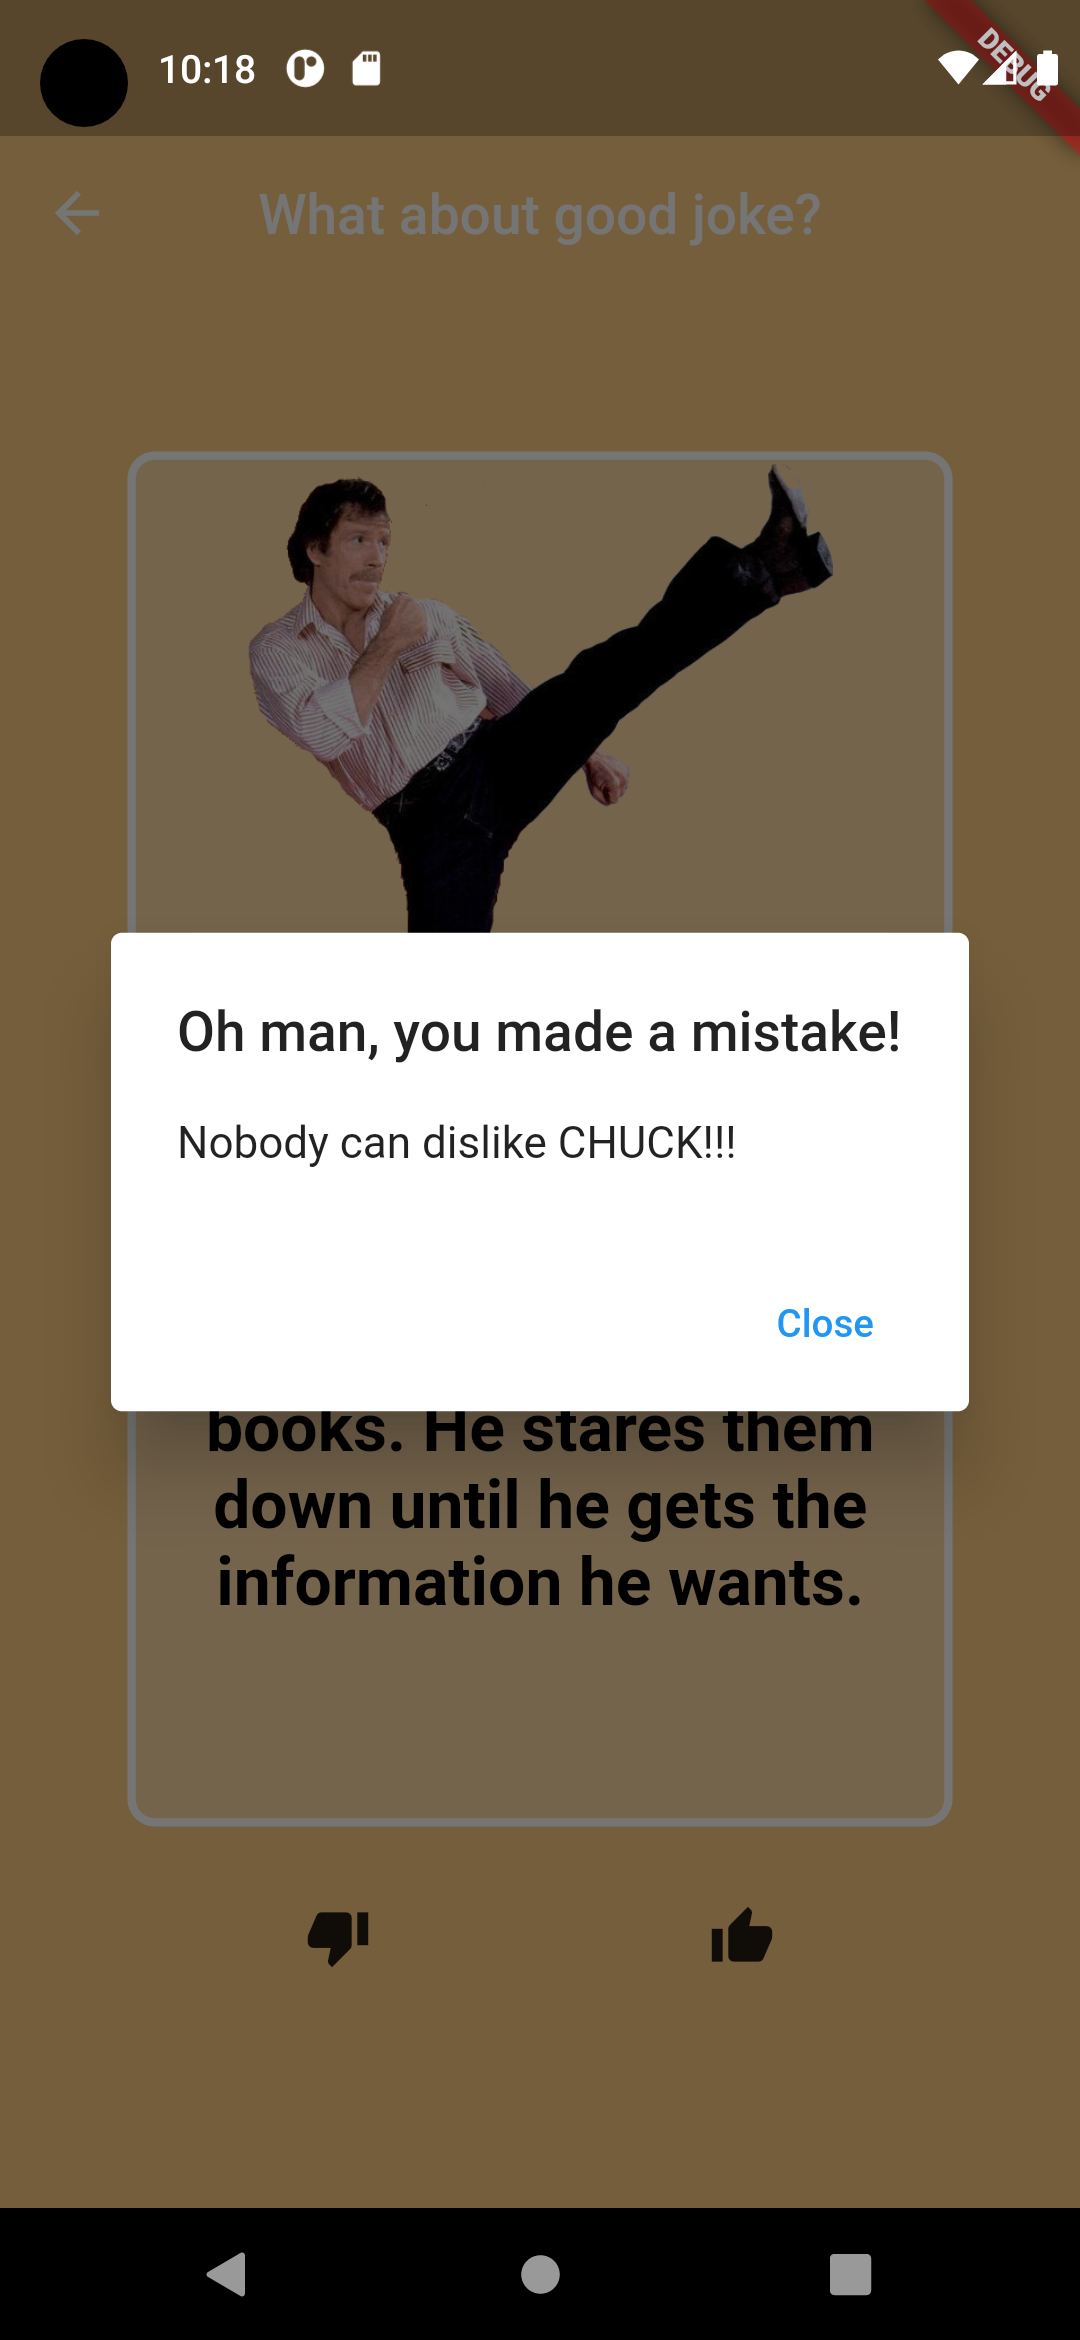 10:18
DEBUG
What about good joke?
Oh man, you made a mistake!
Nobody can dislike CHUCK!!!
Close
books. He stares them
down until he gets the
information he wants.